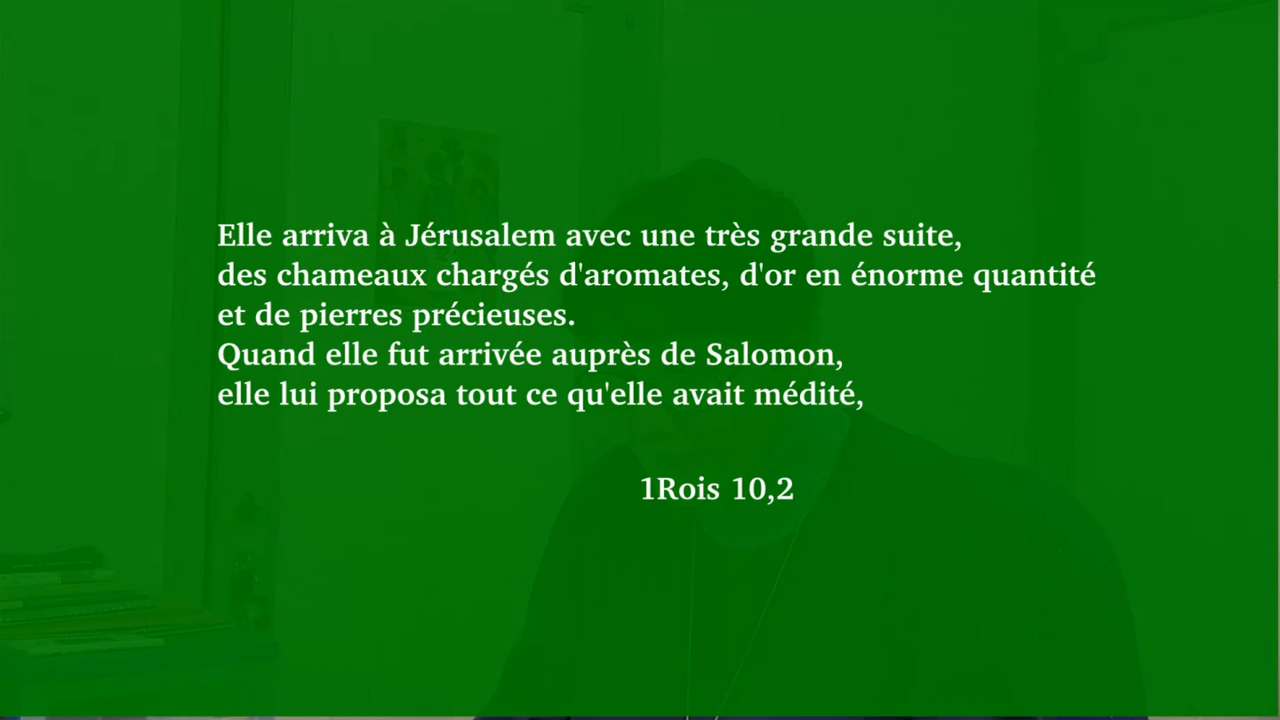 Elle arriva à Jérusalem avec une très grande suite,
des chameaux chargés d'aromates, d'or en énorme quantité
et de pierres précieuses.
Quand elle fut arrivée auprès de Salomon,
elle lui proposa tout ce qu'elle avait médité,
1Rois 10,2